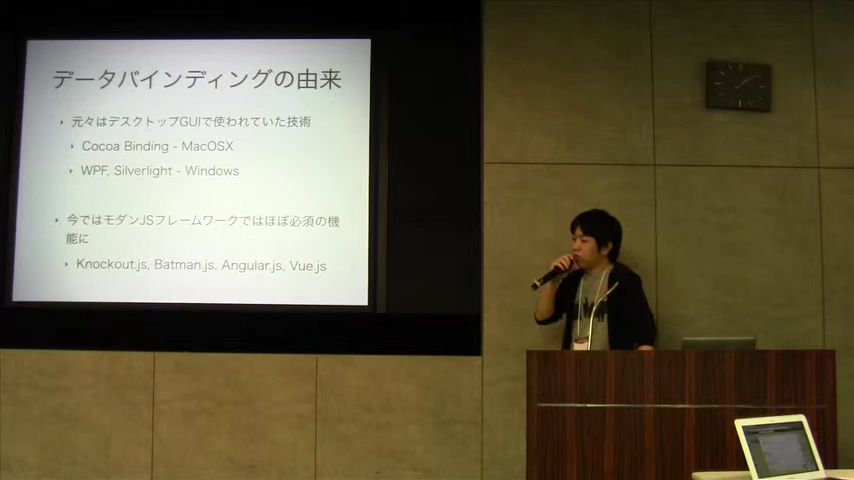 データバインディングの由来
元々はデスクトップGUIで使われていた技術
Cocoa Binding - MacOSX
WPF, Silverlight - Windows
今ではモダンJSフレームワークではほぼ必須の機
能に
Knockout.js, Batman.js, Angular.js, Vue.js